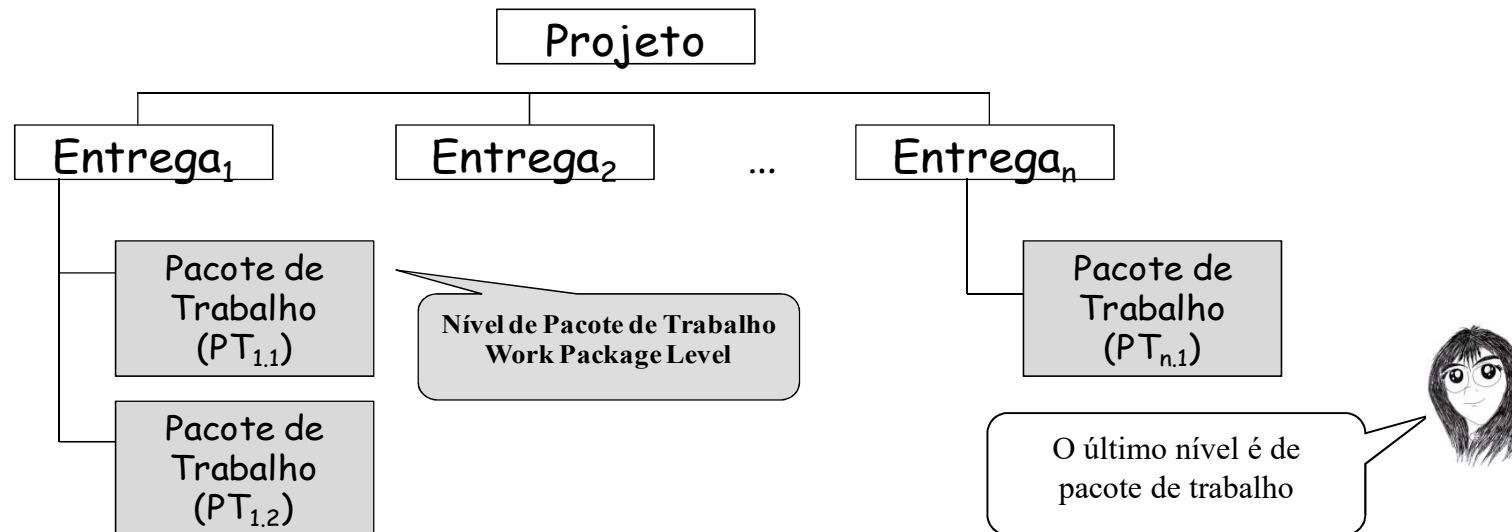 Projeto
Entrega1
Entrega2
...
Entregan
Pacote de
Trabalho
(PT1.1)
Nível de Pacote de Trabalho
Work Package Level
Pacote de
Trabalho
(PTn.1)
Pacote de
Trabalho
(PT1.2)
O último nível é de
pacote de trabalho